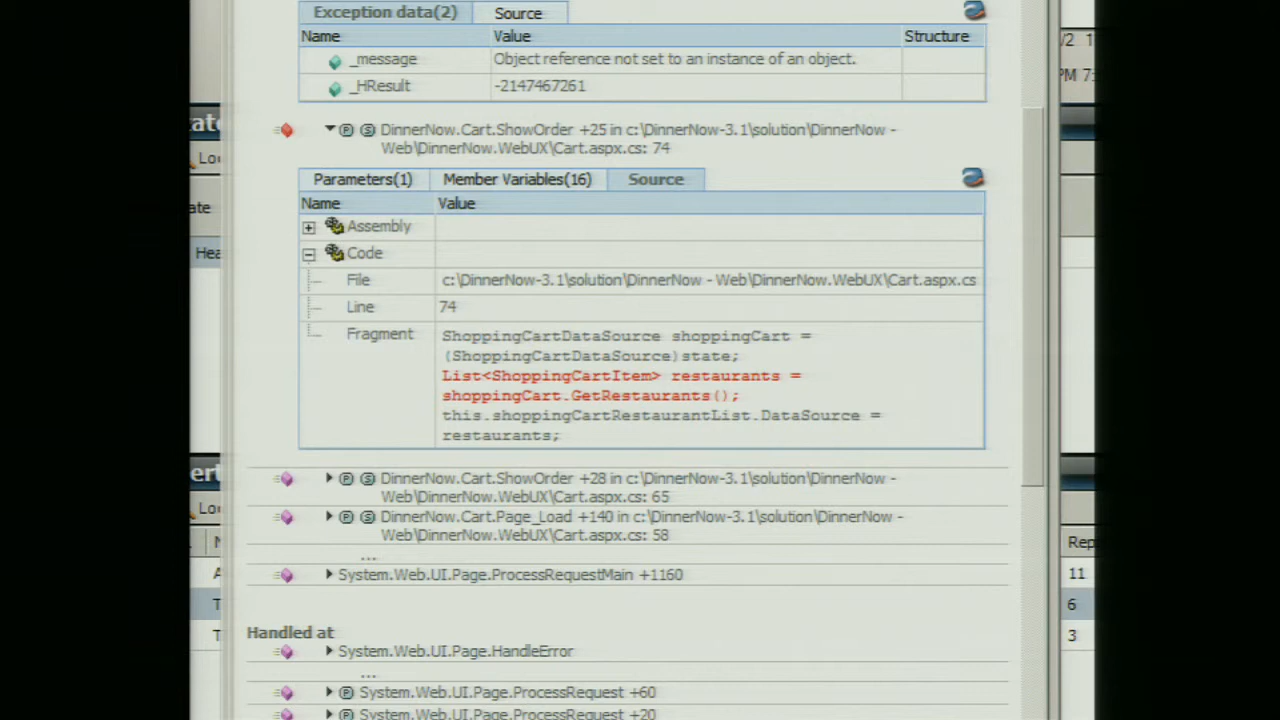 Exception data(2) Source
Name Value Structure
_message Object reference not set to an instance of an object.
_HResult -2147467261
DinnerNow.Cart.ShowOrder +25 in c:\DinnerNow-3.1\solution\DinnerNow -
Web\DinnerNow.WebUX\Cart.aspx.cs: 74
Parameters(1) Member Variables(16) Source
Name Value
Assembly
Code
File c:\DinnerNow-3.1\solution\DinnerNow - Web\DinnerNow.WebUX\Cart.aspx.cs
Line 74
Fragment ShoppingCartDataSource shoppingCart =
(ShoppingCartDataSource)state;
List<ShoppingCartItem> restaurants =
shoppingCart.GetRestaurants();
this.shoppingCartRestaurantList.DataSource =
restaurants;
DinnerNow.Cart.ShowOrder +28 in c:\DinnerNow-3.1\solution\DinnerNow -
Web\DinnerNow.WebUX\Cart.aspx.cs: 65
DinnerNow.Cart.Page_Load +140 in c:\DinnerNow-3.1\solution\DinnerNow -
Web\DinnerNow.WebUX\Cart.aspx.cs: 58
...
System.Web.UI.Page.ProcessRequestMain +1160
11
6
3
Handled at
System.Web.UI.Page.HandleError
...
System.Web.UI.Page.ProcessRequest +60
System.Web.UI.Page.ProcessRequest +20